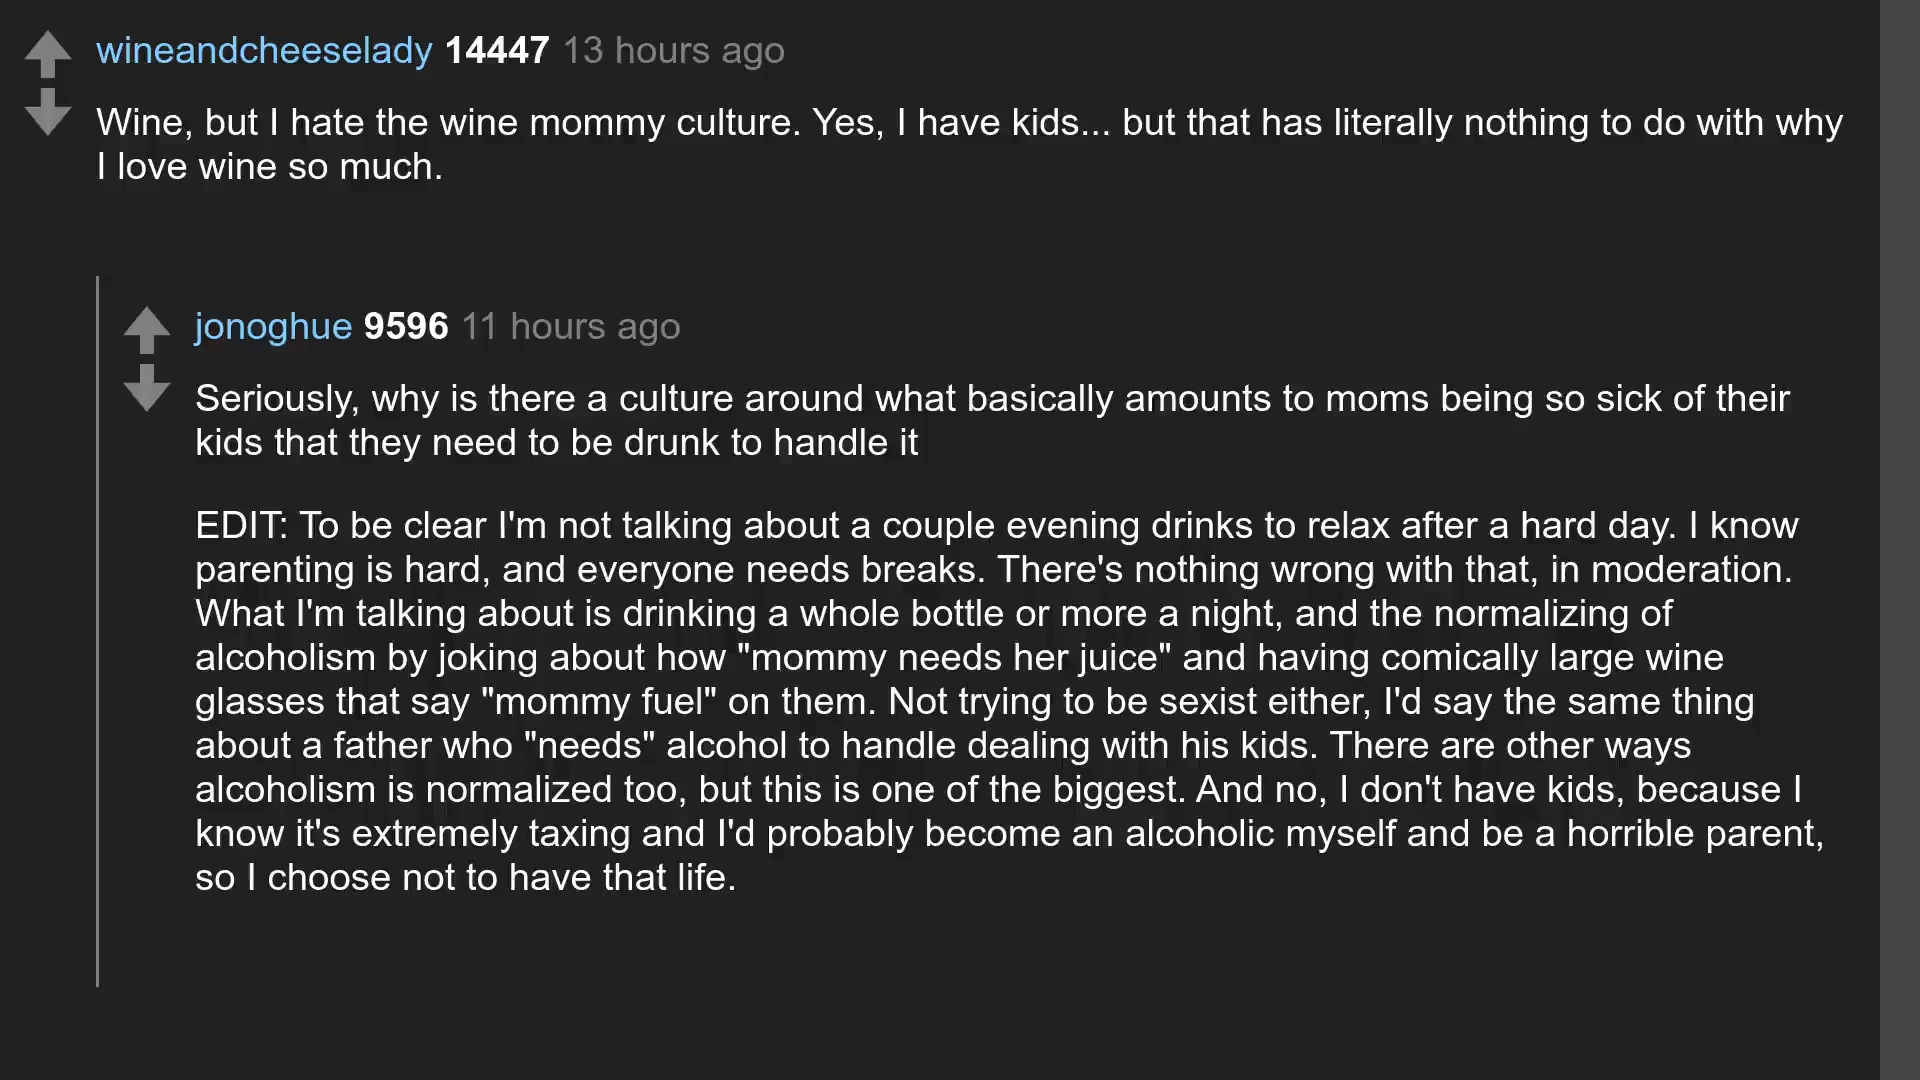 wineandcheeselady 14447 13 hours ago
Wine, but I hate the wine mommy culture. Yes, I have kids... but that has literally nothing to do with why
I love wine so much.
jonoghue 9596 11 hours ago
Seriously, why is there a culture around what basically amounts to moms being so sick of their
kids that they need to be drunk to handle it
EDIT: To be clear I'm not talking about a couple evening drinks to relax after a hard day. I know
parenting is hard, and everyone needs breaks. There's nothing wrong with that, in moderation.
What I'm talking about is drinking a whole bottle or more a night, and the normalizing of
alcoholism by joking about how "mommy needs her juice" and having comically large wine
glasses that say "mommy fuel" on them. Not trying to be sexist either, I'd say the same thing
about a father who "needs" alcohol to handle dealing with his kids. There are other ways
alcoholism is normalized too, but this is one of the biggest. And no, I don't have kids, because I
know it's extremely taxing and I'd probably become an alcoholic myself and be a horrible parent,
so I choose not to have that life.